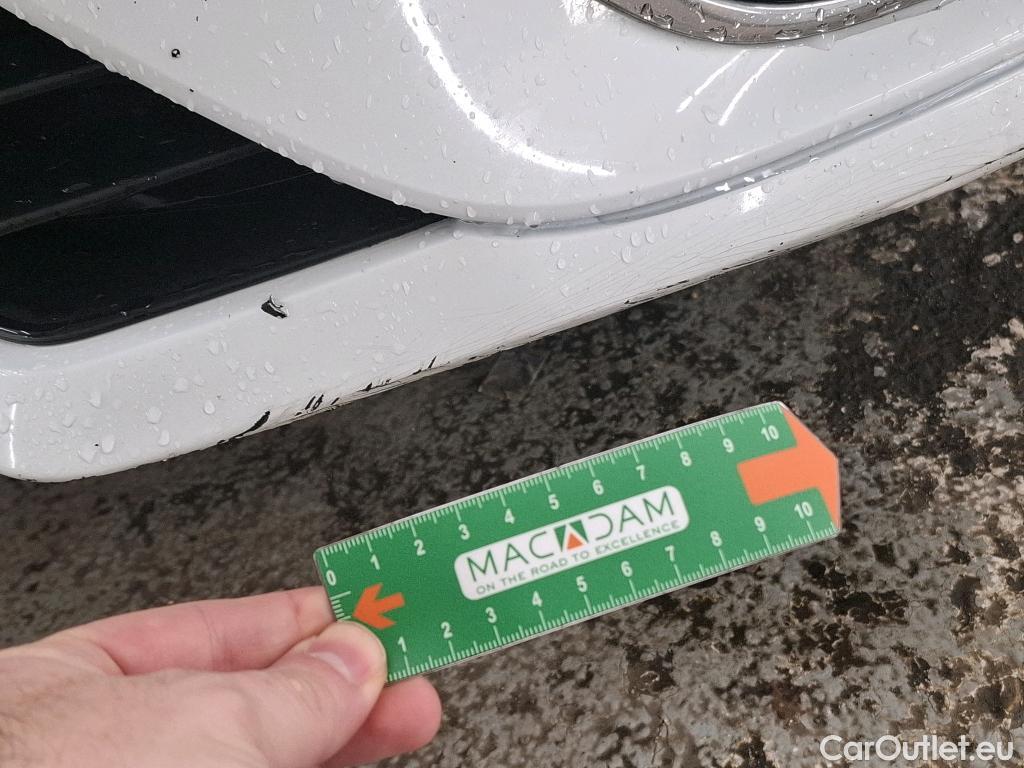 0 1 2 3 4 5 6 7 8 9 10
MACADAM
ON THE ROAD TO EXCELLENCE
1 2 3 4 5 6 7 8 9 10
CarOutlet.eu